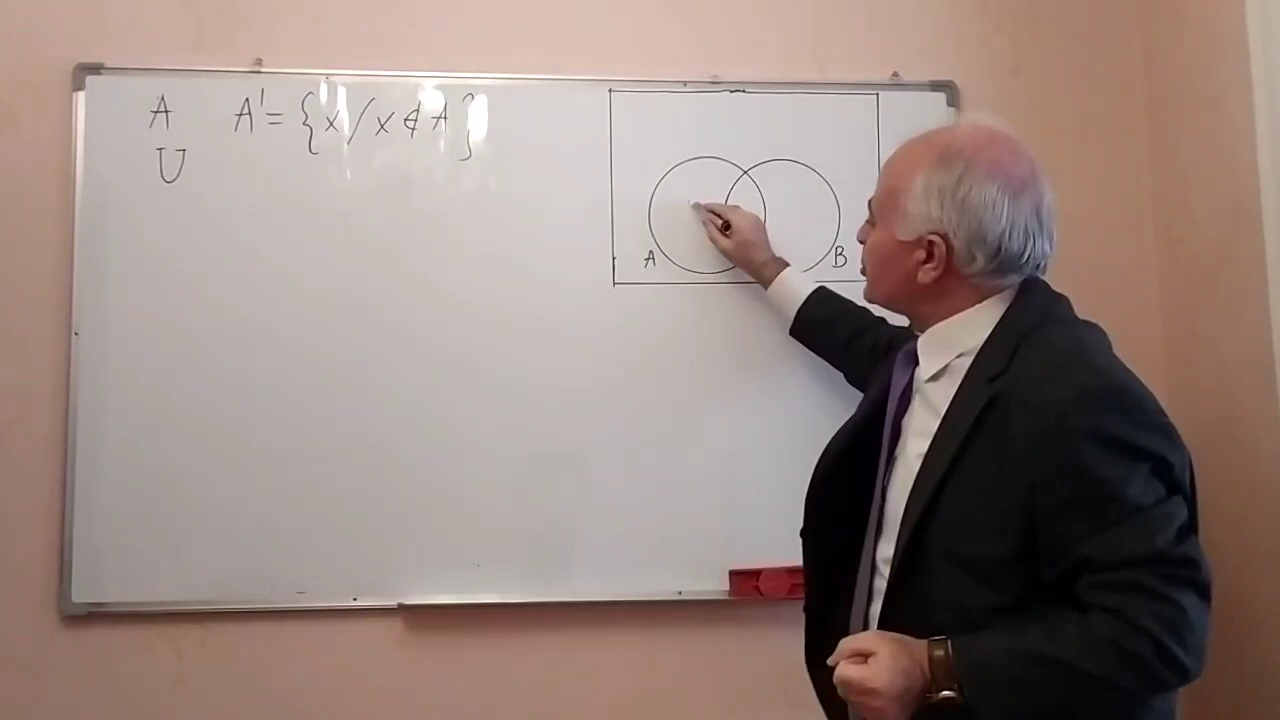 A A' = {x / x ∉ A}
U
A B